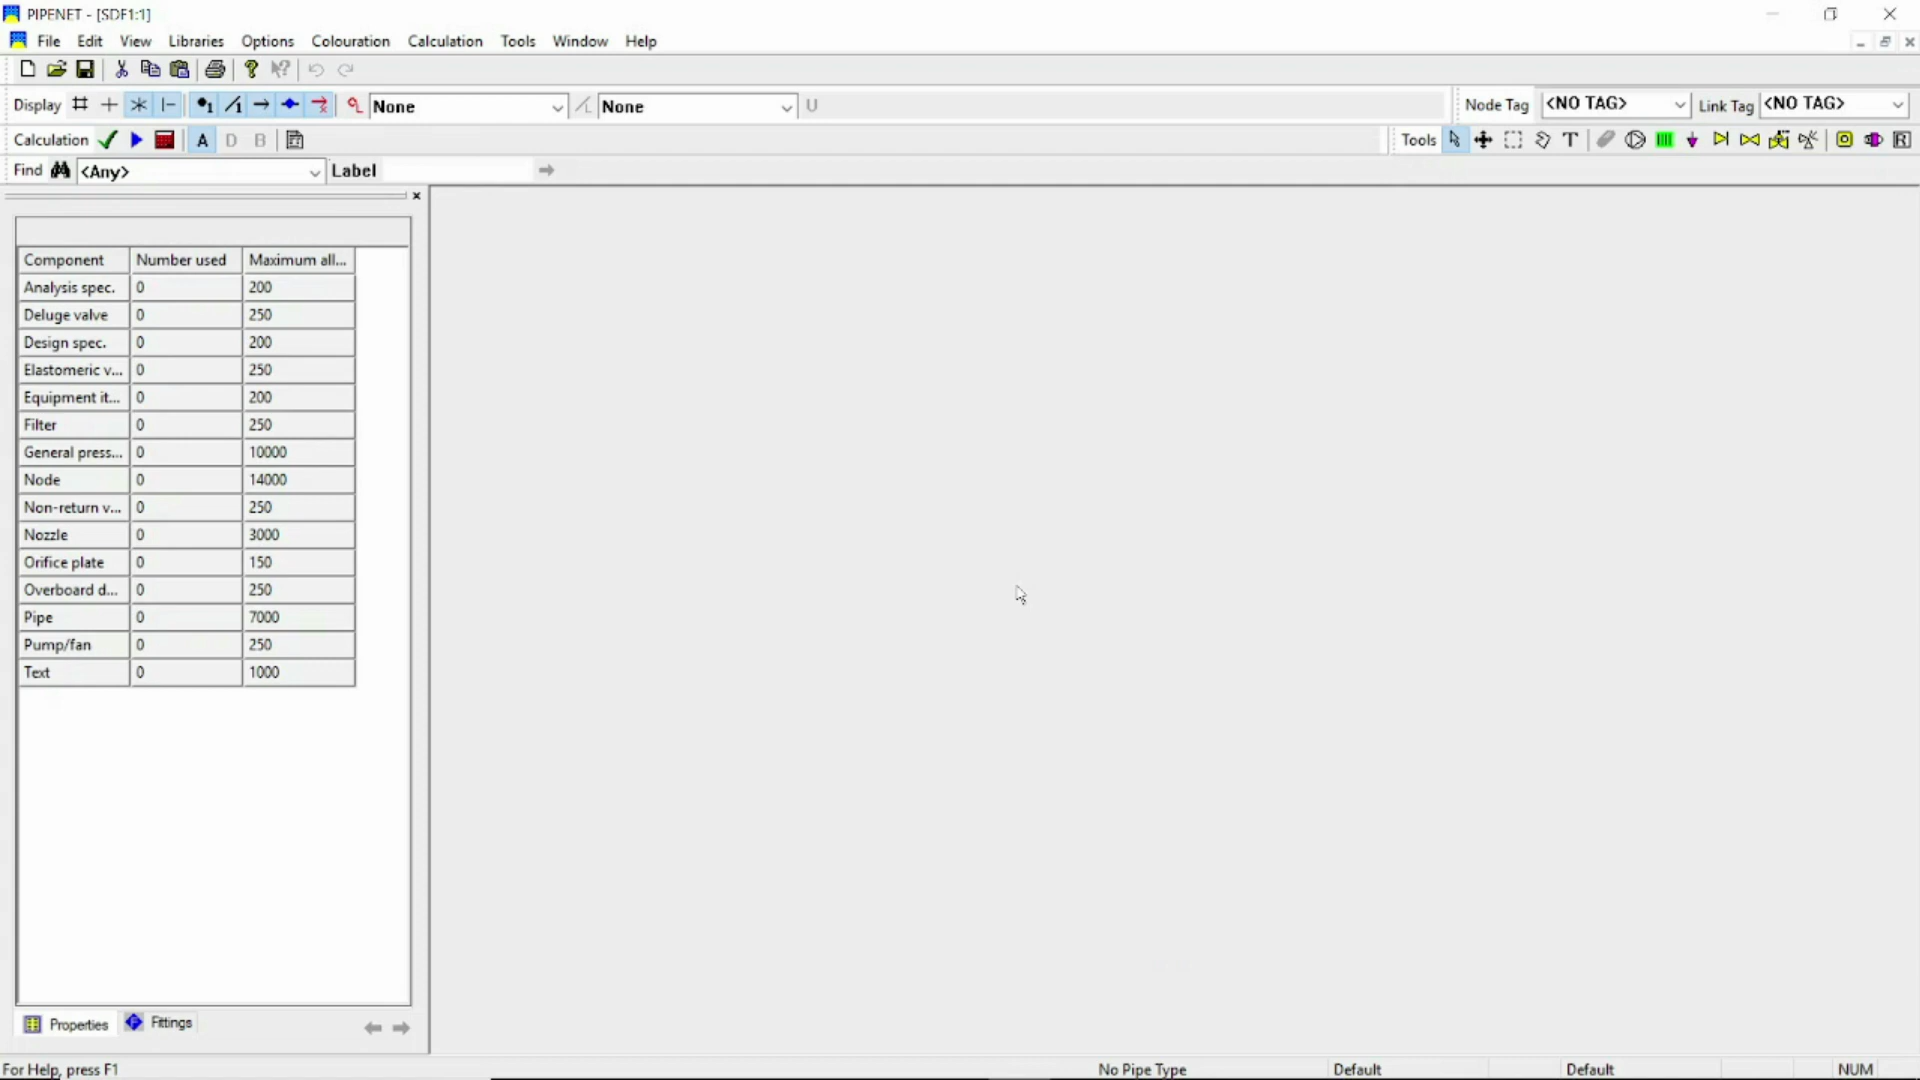 PIPENET - [SDF1:1]
File Edit View Libraries Options Colouration Calculation Tools Window Help
Display None None U Node Tag <NO TAG> Link Tag <NO TAG>
Calculation A D B Tools T R
Find <Any> Label
Component Number used Maximum all...
Analysis spec. 0 200
Deluge valve 0 250
Design spec. 0 200
Elastomeric v... 0 250
Equipment it... 0 200
Filter 0 250
General press... 0 10000
Node 0 14000
Non-return v... 0 250
Nozzle 0 3000
Orifice plate 0 150
Overboard d... 0 250
Pipe 0 7000
Pump/fan 0 250
Text 0 1000
Properties Fittings
For Help, press F1 No Pipe Type Default Default NUM